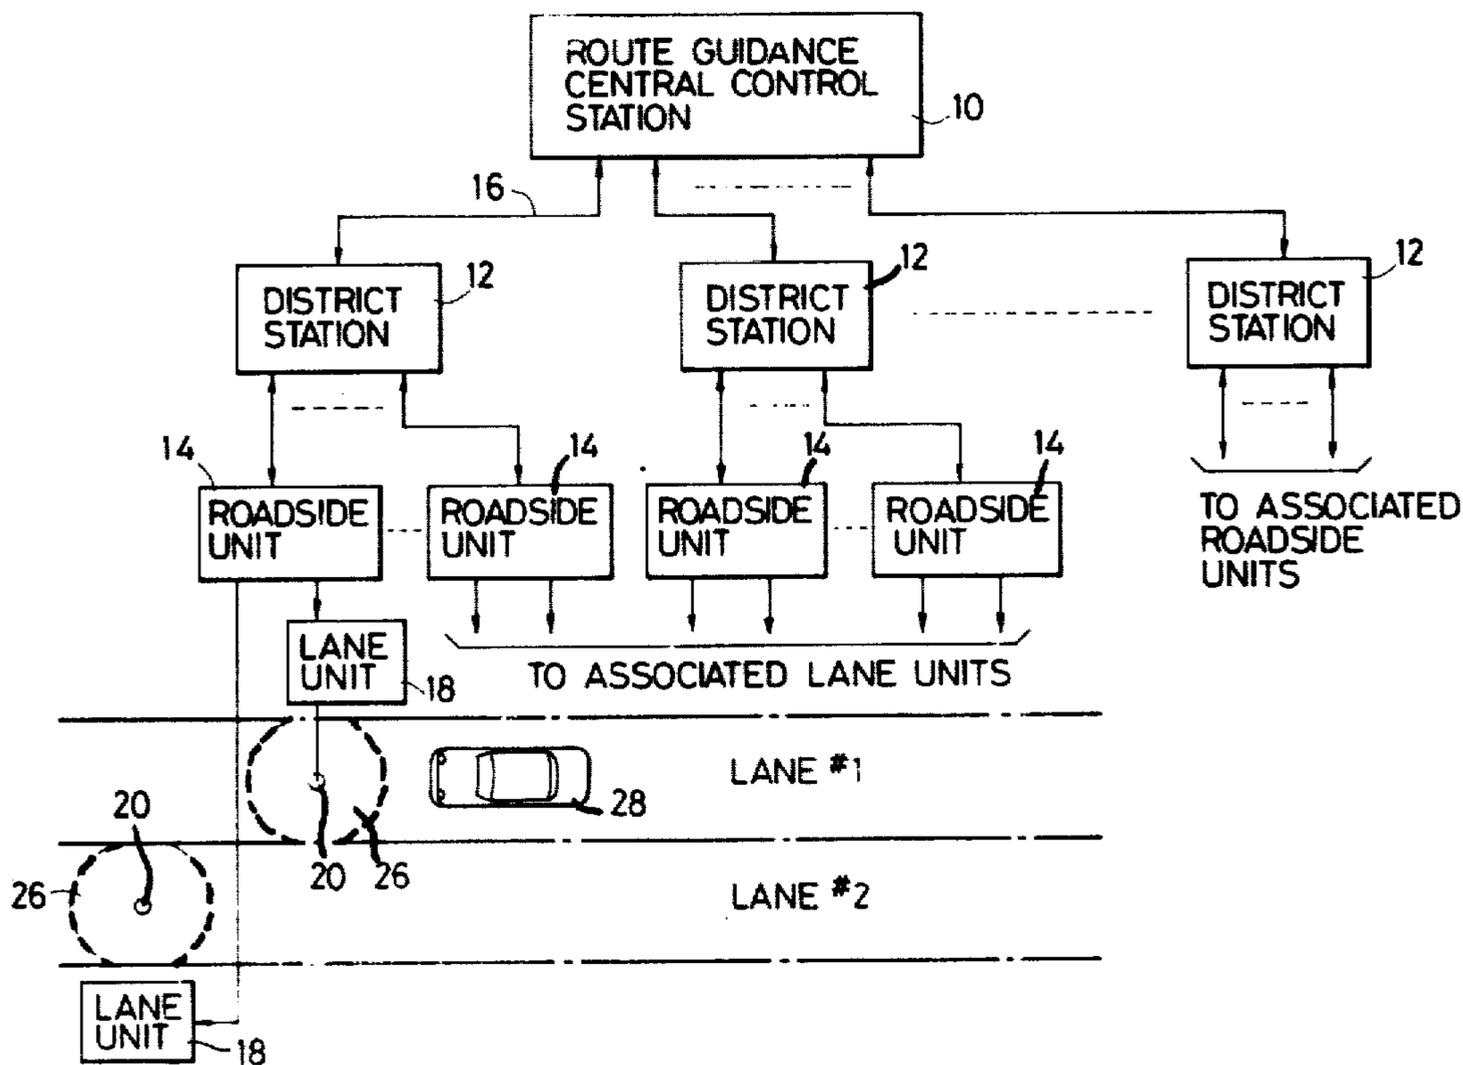 ROUTE GUIDANCE
CENTRAL CONTROL
STATION
10
16
DISTRICT
STATION
12
DISTRICT
STATION
12
DISTRICT
STATION
12
14
ROADSIDE
UNIT
14
ROADSIDE
UNIT
14
ROADSIDE
UNIT
14
ROADSIDE
UNIT
TO ASSOCIATED
ROADSIDE
UNITS
LANE
UNIT
18
TO ASSOCIATED LANE UNITS
LANE #1
28
20
20
26
26
LANE #2
LANE
UNIT
18